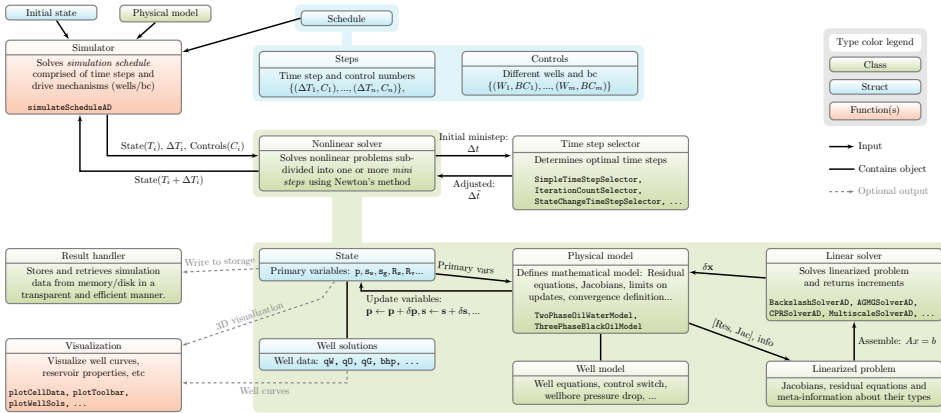 Initial state
Physical model
Schedule
Simulator
Solves simulation schedule
comprised of time steps and
drive mechanisms (wells/bc)
simulateScheduleAD
Steps
Time step and control numbers
{(ΔT₁, C₁), ..., (ΔTₙ, Cₙ)},
Controls
Different wells and bc
{(W₁, BC₁), ..., (Wₘ, BCₘ)}
Type color legend
Class
Struct
Function(s)
Input
Contains object
Optional output
State(Tᵢ), ΔTᵢ, Controls(Cᵢ)
State(Tᵢ + ΔTᵢ)
Nonlinear solver
Solves nonlinear problems sub-
divided into one or more mini
steps using Newton's method
Initial ministep:
Δt
Adjusted:
Δt̃
Time step selector
Determines optimal time steps
SimpleTimeStepSelector,
IterationCountSelector,
StateChangeTimeStepSelector, ...
Result handler
Stores and retrieves simulation
data from memory/disk in a
transparent and efficient manner.
Write to storage
State
Primary variables: p, s_w, s_g, R_s, R_v...
Primary vars
Update variables:
p ← p + δp, s ← s + δs, ...
Physical model
Defines mathematical model: Residual
equations, Jacobians, limits on
updates, convergence definition...
TwoPhaseOilWaterModel,
ThreePhaseBlackOilModel
δx
Linear solver
Solves linearized problem
and returns increments
BackslashSolverAD, AGMGSolverAD,
CPRSolverAD, MultiscaleSolverAD, ...
3D visualization
[Res, Jac], info
Assemble: Ax = b
Visualization
Visualize well curves,
reservoir properties, etc
plotCellData, plotToolbar,
plotWellSols, ...
Well curves
Well solutions
Well data: qW, qO, qG, bhp, ...
Well model
Well equations, control switch,
wellbore pressure drop, ...
Linearized problem
Jacobians, residual equations and
meta-information about their types